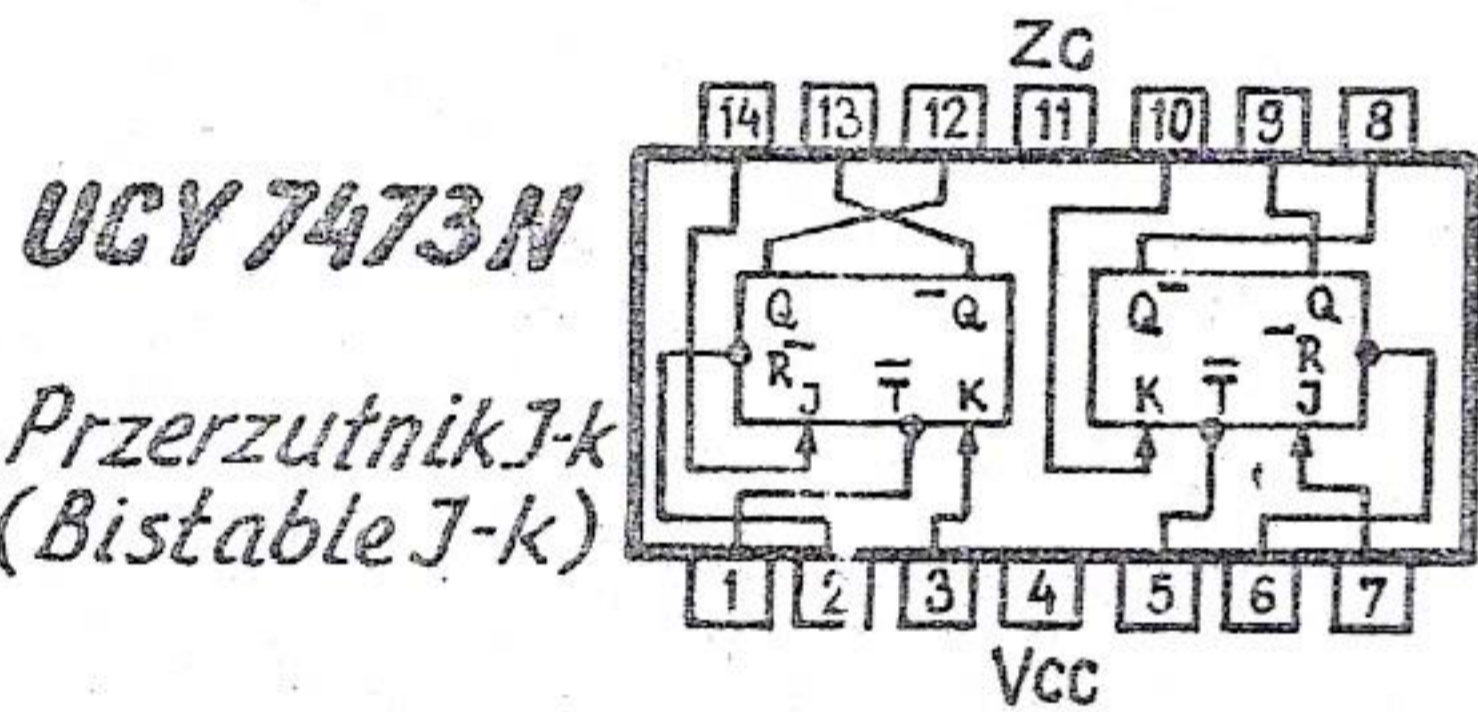 ZG
14 13 12 11 10 9 8
UCY 7473N
Q Q̅ Q̅ Q
R̅ R̅
J T̅ K K T̅ J
Przerzutnik J-k
(Bistable J-k)
1 2 3 4 5 6 7
Vcc